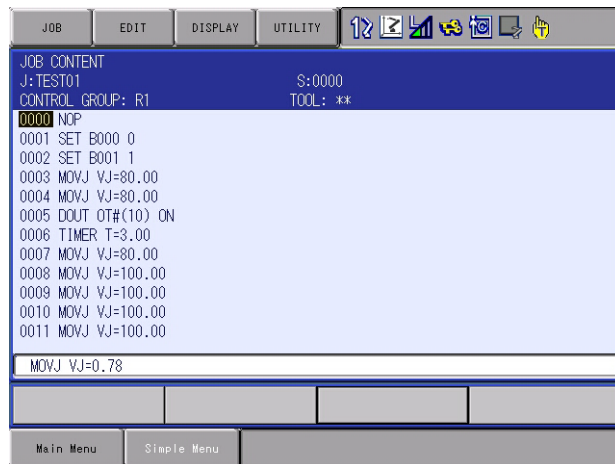 JOB EDIT DISPLAY UTILITY
JOB CONTENT
J:TEST01 S:0000
CONTROL GROUP: R1 TOOL: **
0000 NOP
0001 SET B000 0
0002 SET B001 1
0003 MOVJ VJ=80.00
0004 MOVJ VJ=80.00
0005 DOUT OT#(10) ON
0006 TIMER T=3.00
0007 MOVJ VJ=80.00
0008 MOVJ VJ=100.00
0009 MOVJ VJ=100.00
0010 MOVJ VJ=100.00
0011 MOVJ VJ=100.00
MOVJ VJ=0.78
Main Menu Simple Menu